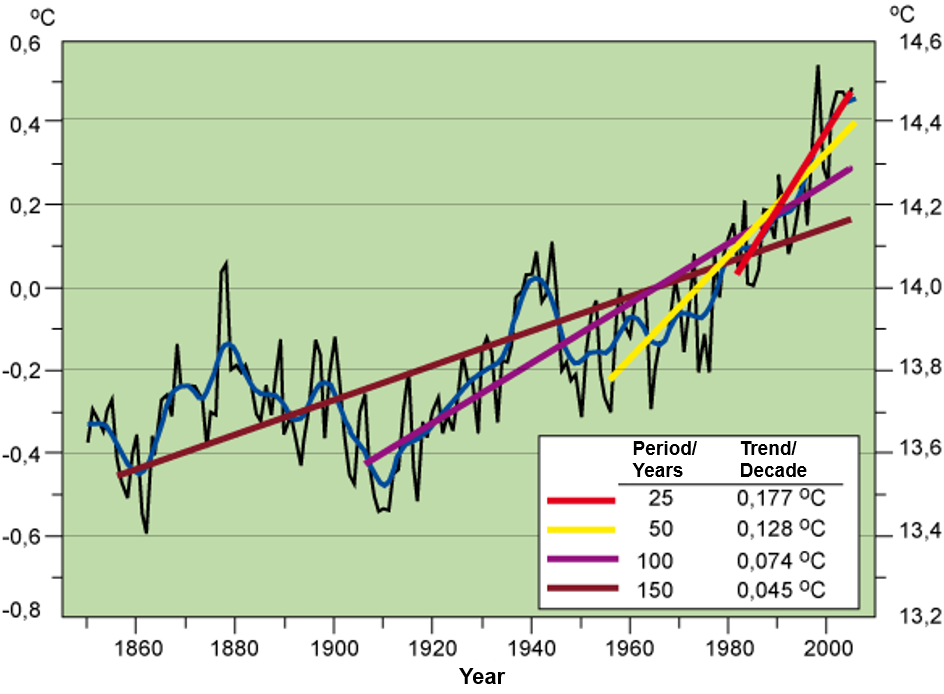 ºC ºC
0,6 14,6
0,4 14,4
0,2 14,2
0,0 14,0
-0,2 13,8
-0,4 13,6
-0,6 13,4
-0,8 13,2
Period/ Trend/
Years Decade
25 0,177 ºC
50 0,128 ºC
100 0,074 ºC
150 0,045 ºC
1860 1880 1900 1920 1940 1960 1980 2000
Year